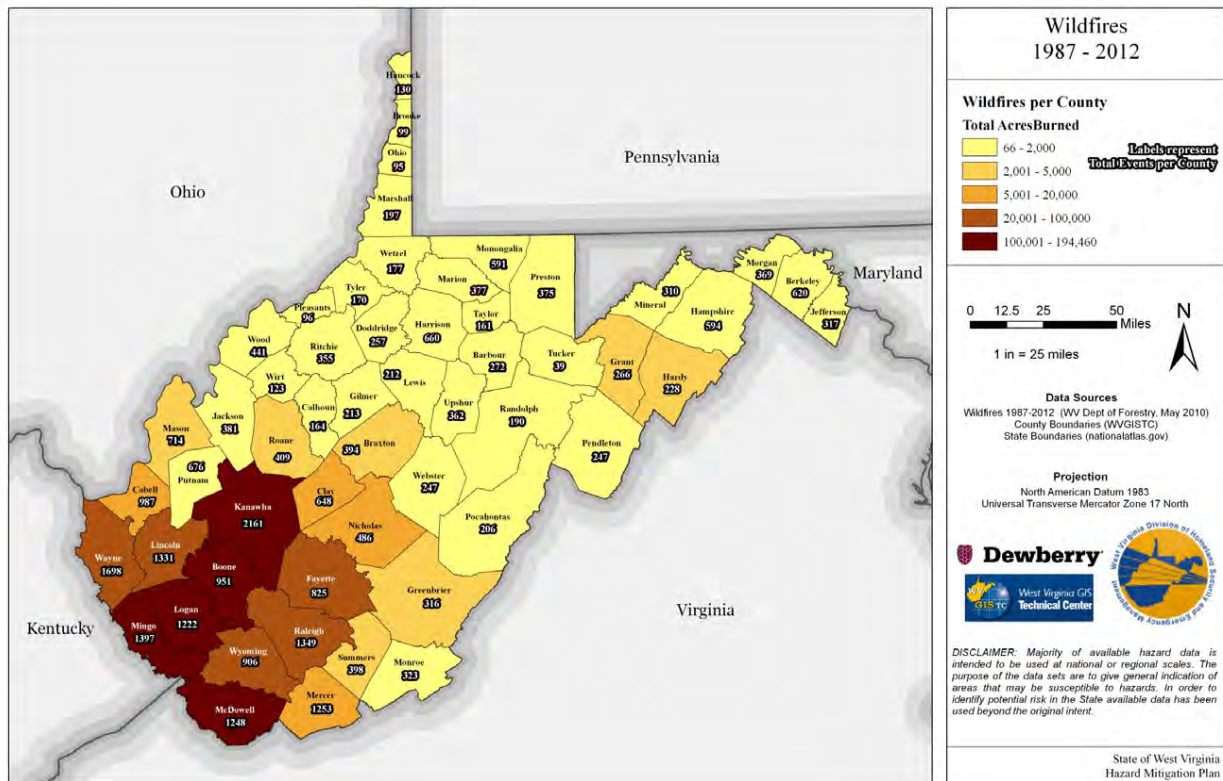 Wildfires
1987 - 2012
Wildfires per County
Total AcresBurned
66 - 2,000
2,001 - 5,000
5,001 - 20,000
20,001 - 100,000
100,001 - 194,460
Labels represent
Total Events per County
0 12.5 25 50
Miles
1 in = 25 miles
N
Data Sources
Wildfires 1987-2012 (WV Dept of Forestry, May 2010)
County Boundaries (WVGISTC)
State Boundaries (nationalatlas.gov)
Projection
North American Datum 1983
Universal Transverse Mercator Zone 17 North
Dewberry
WV
GIS TC
West Virginia GIS
Technical Center
West Virginia Division of Homeland Security and Emergency Management
DISCLAIMER: Majority of available hazard data is
intended to be used at national or regional scales. The
purpose of the data sets are to give general indication of
areas that may be susceptible to hazards. In order to
identify potential risk in the State available data has been
used beyond the original intent.
State of West Virginia
Hazard Mitigation Plan
Ohio
Pennsylvania
Maryland
Virginia
Kentucky
Hancock
130
Brooke
99
Ohio
95
Marshall
197
Wetzel
177
Monongalia
591
Marion
377
Preston
375
Tyler
170
Pleasants
96
Doddridge
257
Harrison
660
Taylor
161
Wood
441
Ritchie
355
Barbour
272
Tucker
39
Mineral
310
Hampshire
594
Morgan
369
Berkeley
620
Jefferson
317
Grant
266
Hardy
228
Wirt
123
Calhoun
164
Gilmer
213
212
Lewis
Upshur
362
Randolph
190
Pendleton
247
Jackson
381
Mason
714
Roane
409
Braxton
394
Webster
247
Pocahontas
206
676
Putnam
Cabell
987
Kanawha
2161
Clay
648
Nicholas
486
Wayne
1698
Lincoln
1331
Boone
951
Fayette
825
Greenbrier
316
Logan
1222
Mingo
1397
Raleigh
1349
Wyoming
906
Summers
398
Monroe
323
McDowell
1248
Mercer
1253